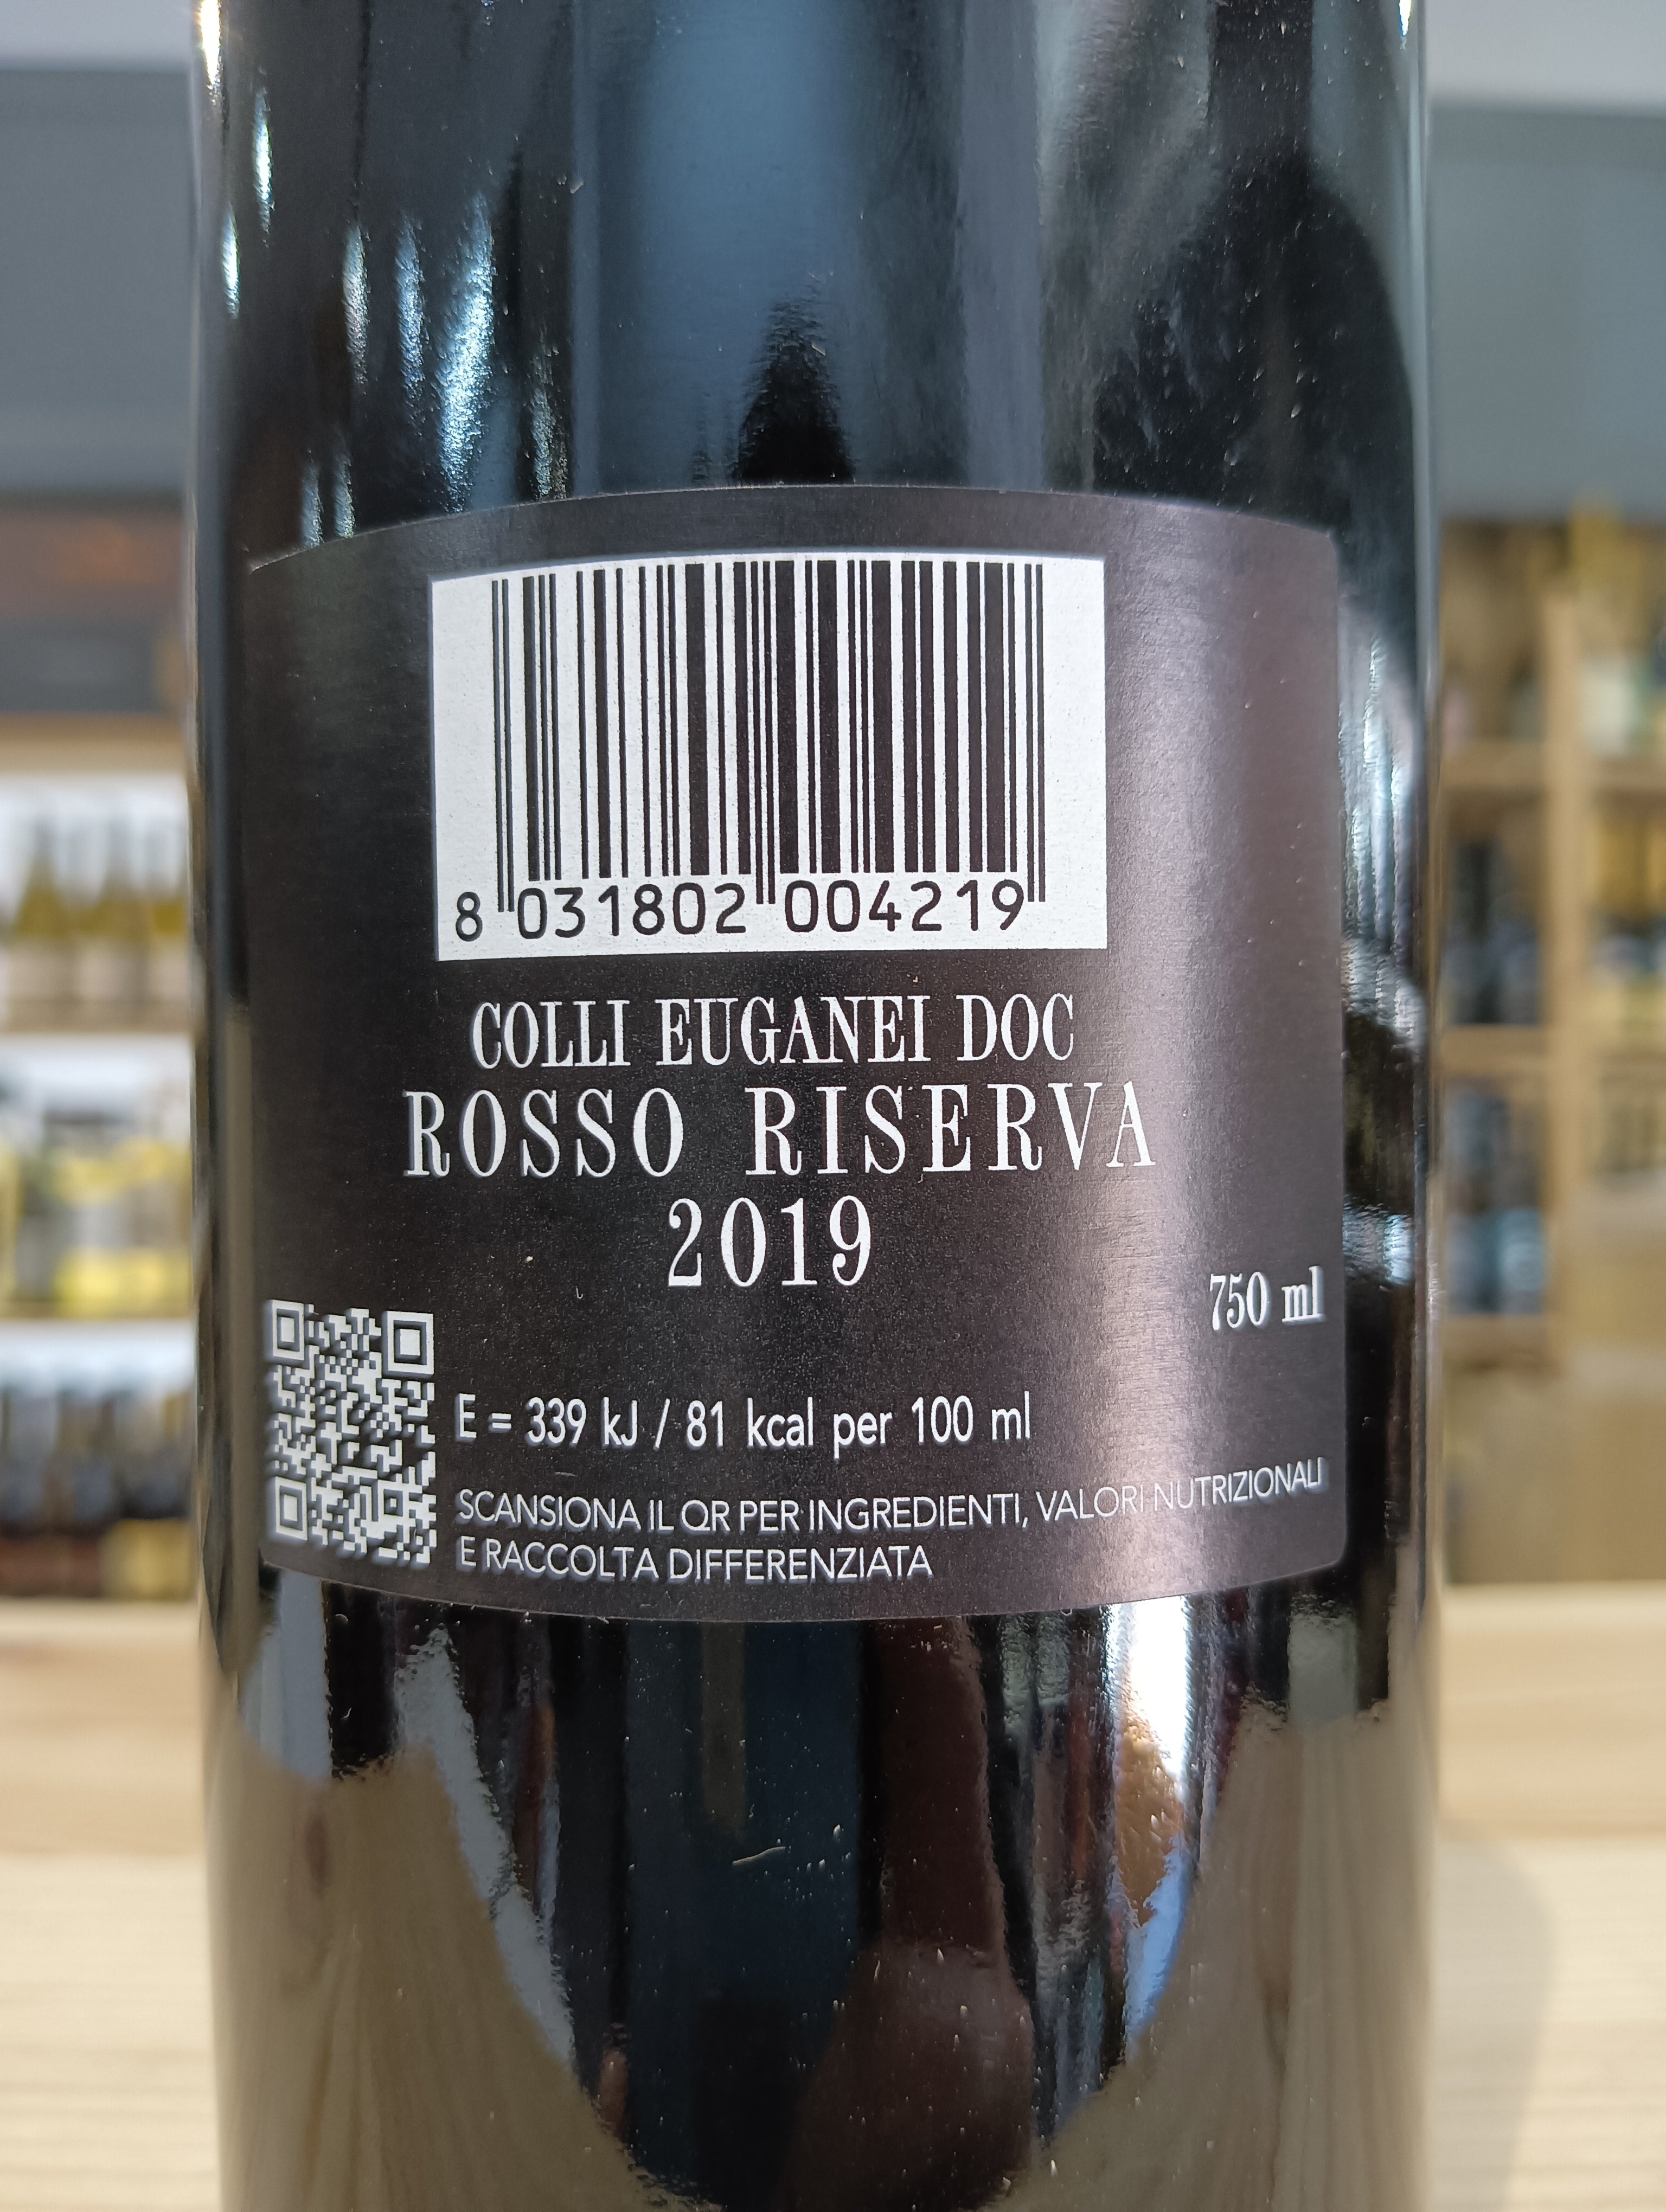 8 031802 004219
COLLI EUGANEI DOC
ROSSO RISERVA
2019
750 ml
E = 339 kJ / 81 kcal per 100 ml
SCANSIONA IL QR PER INGREDIENTI, VALORI NUTRIZIONALI
E RACCOLTA DIFFERENZIATA